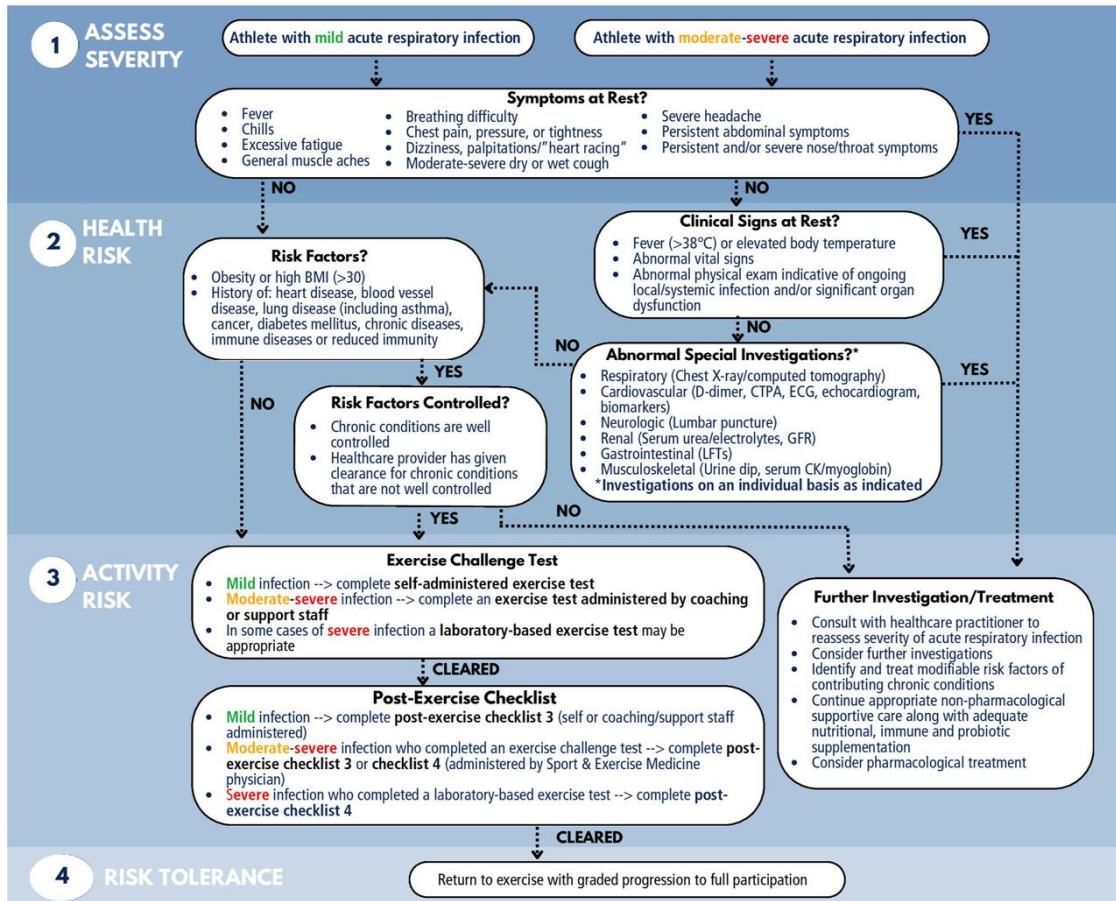 1 ASSESS
SEVERITY
Athlete with mild acute respiratory infection
Athlete with moderate-severe acute respiratory infection
Symptoms at Rest?
• Fever
• Chills
• Excessive fatigue
• General muscle aches
• Breathing difficulty
• Chest pain, pressure, or tightness
• Dizziness, palpitations/"heart racing"
• Moderate-severe dry or wet cough
• Severe headache
• Persistent abdominal symptoms
• Persistent and/or severe nose/throat symptoms
YES
NO
NO
2 HEALTH
RISK
Risk Factors?
• Obesity or high BMI (>30)
• History of: heart disease, blood vessel
disease, lung disease (including asthma),
cancer, diabetes mellitus, chronic diseases,
immune diseases or reduced immunity
Clinical Signs at Rest?
• Fever (>38°C) or elevated body temperature
• Abnormal vital signs
• Abnormal physical exam indicative of ongoing
local/systemic infection and/or significant organ
dysfunction
YES
NO
NO
Abnormal Special Investigations?*
• Respiratory (Chest X-ray/computed tomography)
• Cardiovascular (D-dimer, CTPA, ECG, echocardiogram,
biomarkers)
• Neurologic (Lumbar puncture)
• Renal (Serum urea/electrolytes, GFR)
• Gastrointestinal (LFTs)
• Musculoskeletal (Urine dip, serum CK/myoglobin)
*Investigations on an individual basis as indicated
YES
YES
NO
Risk Factors Controlled?
• Chronic conditions are well
controlled
• Healthcare provider has given
clearance for chronic conditions
that are not well controlled
YES
NO
3 ACTIVITY
RISK
Exercise Challenge Test
• Mild infection --> complete self-administered exercise test
• Moderate-severe infection --> complete an exercise test administered by coaching
or support staff
• In some cases of severe infection a laboratory-based exercise test may be
appropriate
CLEARED
Post-Exercise Checklist
• Mild infection --> complete post-exercise checklist 3 (self or coaching/support staff
administered)
• Moderate-severe infection who completed an exercise challenge test --> complete post-
exercise checklist 3 or checklist 4 (administered by Sport & Exercise Medicine
physician)
• Severe infection who completed a laboratory-based exercise test --> complete post-
exercise checklist 4
CLEARED
Further Investigation/Treatment
• Consult with healthcare practitioner to
reassess severity of acute respiratory infection
• Consider further investigations
• Identify and treat modifiable risk factors of
contributing chronic conditions
• Continue appropriate non-pharmacological
supportive care along with adequate
nutritional, immune and probiotic
supplementation
• Consider pharmacological treatment
4 RISK TOLERANCE
Return to exercise with graded progression to full participation